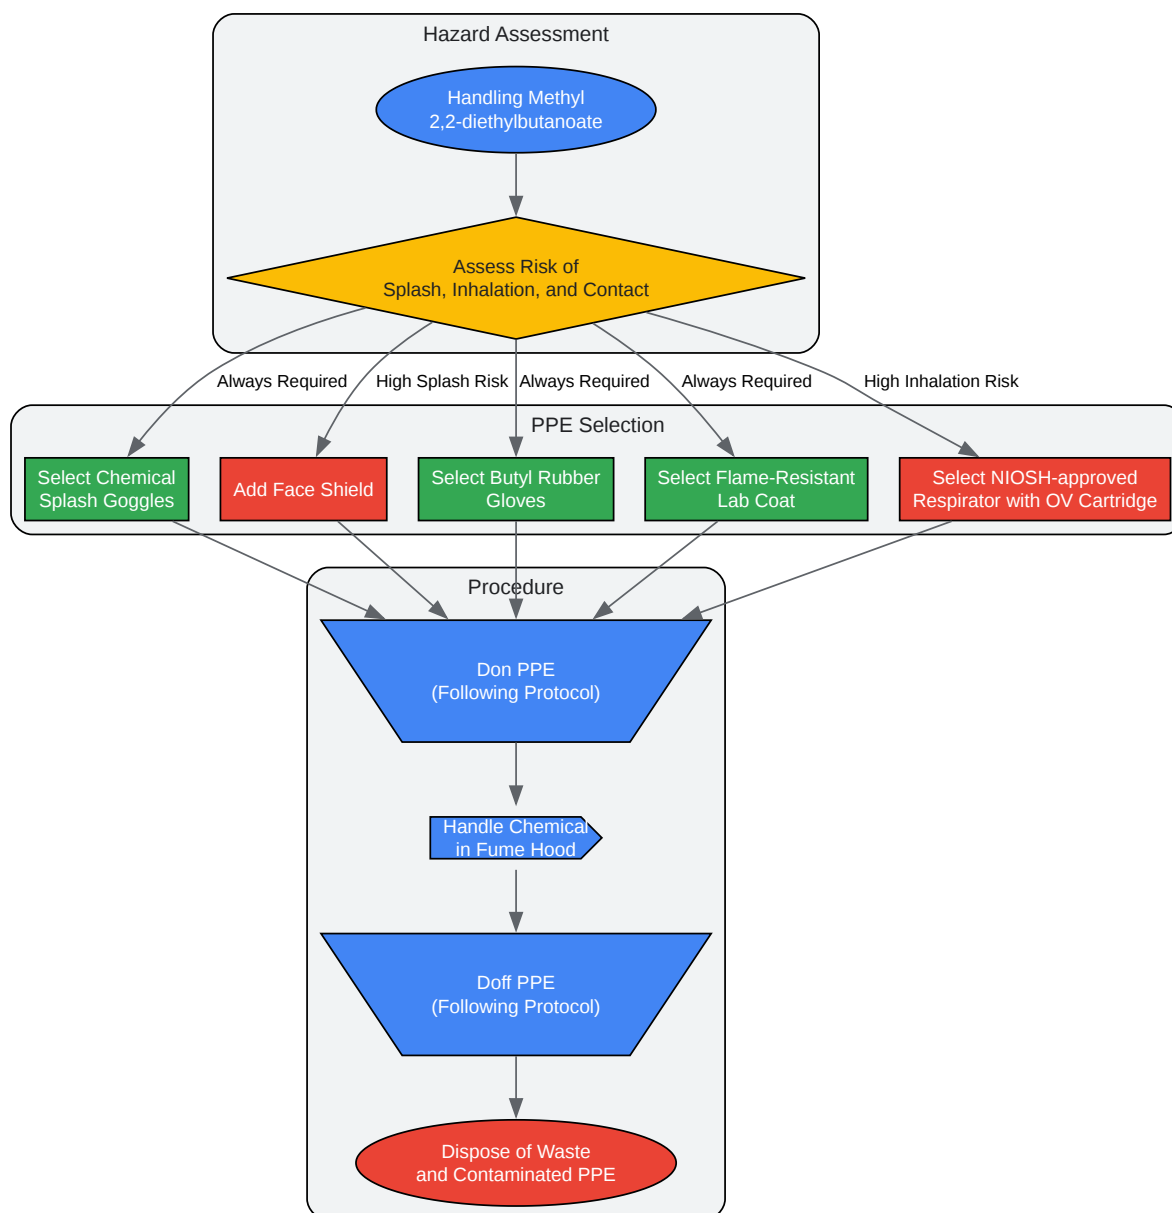 Hazard Assessment
Handling Methyl
2,2-diethylbutanoate
Assess Risk of
Splash, Inhalation, and Contact
Always Required
High Splash Risk
Always Required
Always Required
High Inhalation Risk
PPE Selection
Select Chemical
Splash Goggles
Add Face Shield
Select Butyl Rubber
Gloves
Select Flame-Resistant
Lab Coat
Select NIOSH-approved
Respirator with OV Cartridge
Procedure
Don PPE
(Following Protocol)
Handle Chemical
in Fume Hood
Doff PPE
(Following Protocol)
Dispose of Waste
and Contaminated PPE